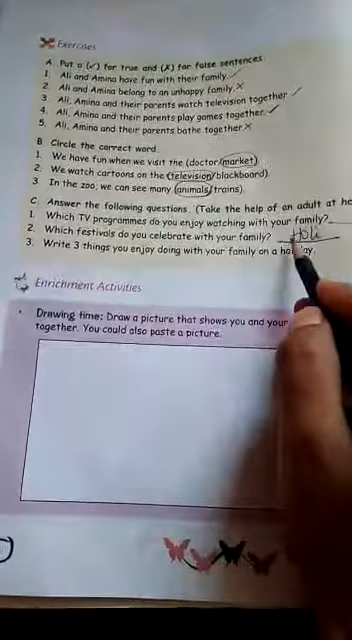 Exercises
A. Put a (✓) for true and (X) for false sentences
1. Ali and Amina have fun with their family. ✓
2. Ali and Amina belong to an unhappy family. X
3. Ali, Amina and their parents watch television together. ✓
4. Ali, Amina and their parents play games together. ✓
5. Ali, Amina and their parents bathe together X
B Circle the correct word.
1. We have fun when we visit the (doctor/market)
2. We watch cartoons on the (television/blackboard).
3 In the zoo, we can see many (animals/trains).
C. Answer the following questions. (Take the help of an adult at
1. Which TV programmes do you enjoy watching with your family?
2. Which festivals do you celebrate with your family? Holi
3. Write 3 things you enjoy doing with your family on a
Enrichment Activities
• Drawing time: Draw a picture that shows you and your
together. You could also paste a picture.